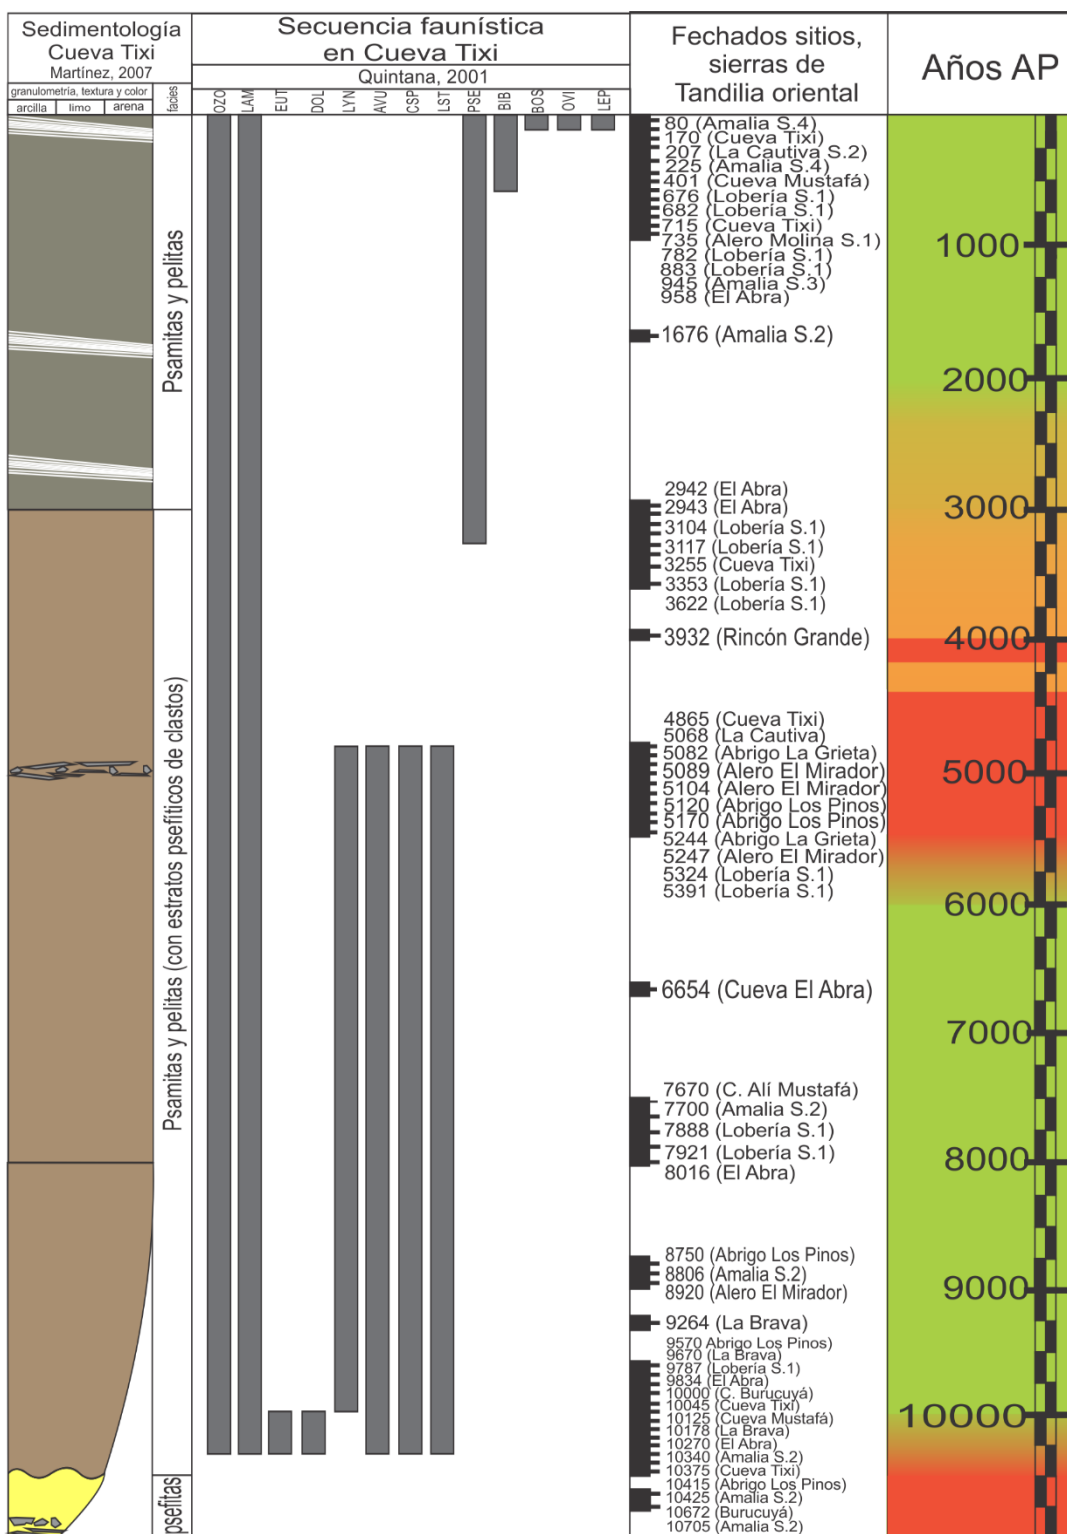 Sedimentología
Cueva Tixi
Martínez, 2007
granulometría, textura y color
arcilla
limo
arena
facies
Secuencia faunística
en Cueva Tixi
Quintana, 2001
OZO
LAM
EUT
DOL
LYN
AVU
CSP
LST
PSE
BIB
BOS
OVI
LEP
Fechados sitios,
sierras de
Tandilia oriental
Años AP
Psamitas y pelitas
Psamitas y pelitas (con estratos psefíticos de clastos)
psefitas
80 (Amalia S.4)
170 (Cueva Tixi)
207 (La Cautiva S.2)
225 (Amalia S.4)
401 (Cueva Mustafá)
676 (Lobería S.1)
682 (Lobería S.1)
715 (Cueva Tixi)
735 (Alero Molina S.1)
782 (Lobería S.1)
883 (Lobería S.1)
945 (Amalia S.3)
958 (El Abra)
1676 (Amalia S.2)
2942 (El Abra)
2943 (El Abra)
3104 (Lobería S.1)
3117 (Lobería S.1)
3255 (Cueva Tixi)
3353 (Lobería S.1)
3622 (Lobería S.1)
3932 (Rincón Grande)
4865 (Cueva Tixi)
5068 (La Cautiva)
5082 (Abrigo La Grieta)
5089 (Alero El Mirador)
5104 (Alero El Mirador)
5120 (Abrigo Los Pinos)
5170 (Abrigo Los Pinos)
5244 (Abrigo La Grieta)
5247 (Alero El Mirador)
5324 (Lobería S.1)
5391 (Lobería S.1)
6654 (Cueva El Abra)
7670 (C. Alí Mustafá)
7700 (Amalia S.2)
7888 (Lobería S.1)
7921 (Lobería S.1)
8016 (El Abra)
8750 (Abrigo Los Pinos)
8806 (Amalia S.2)
8920 (Alero El Mirador)
9264 (La Brava)
9570 Abrigo Los Pinos)
9670 (La Brava)
9787 (Lobería S.1)
9834 (El Abra)
10000 (C. Burucuyá)
10045 (Cueva Tixi)
10125 (Cueva Mustafá)
10178 (La Brava)
10270 (El Abra)
10340 (Amalia S.2)
10375 (Cueva Tixi)
10415 (Abrigo Los Pinos)
10425 (Amalia S.2)
10672 (Burucuyá)
10705 (Amalia S.2)
1000
2000
3000
4000
5000
6000
7000
8000
9000
10000